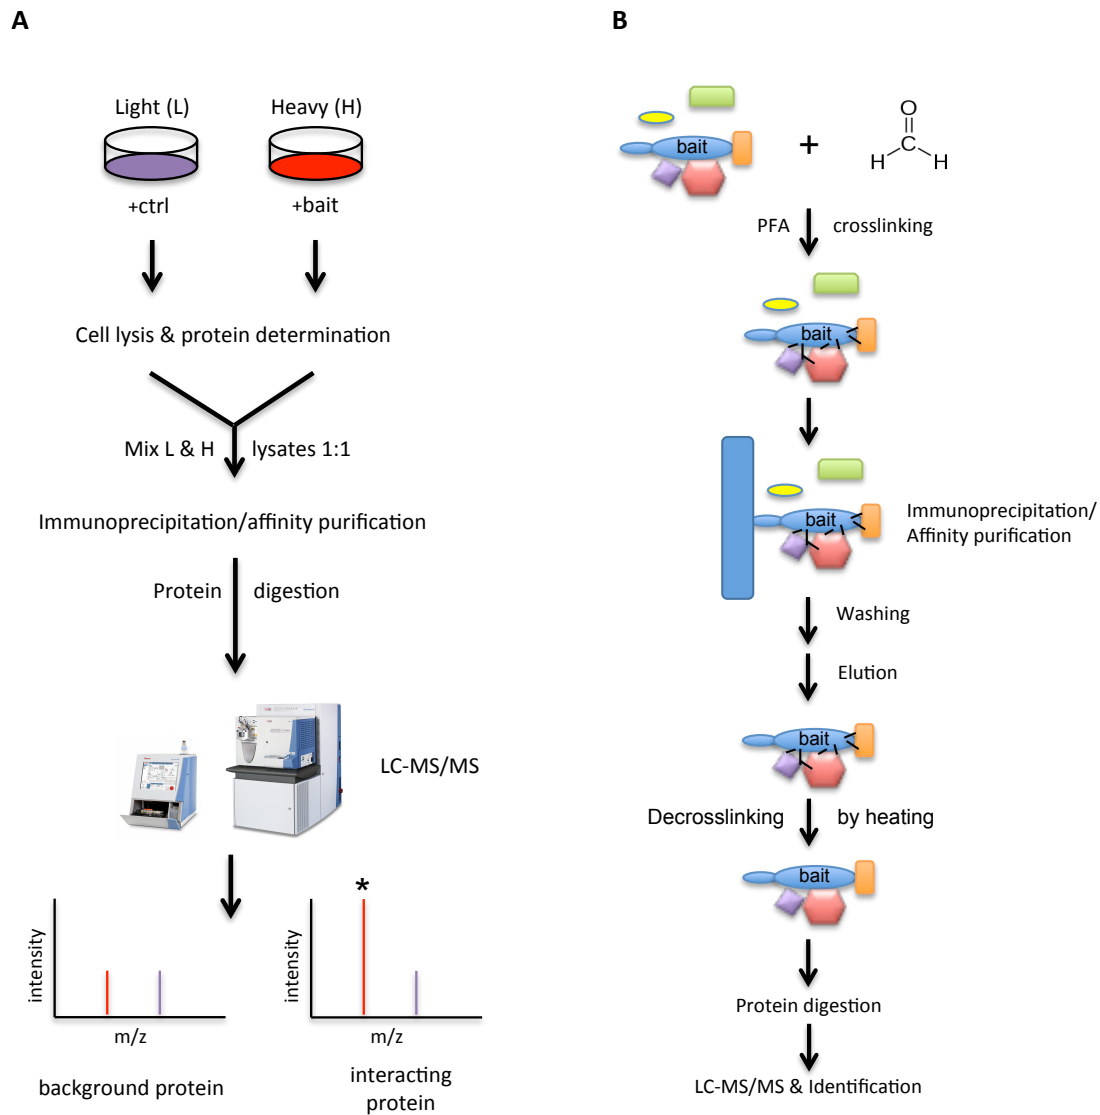 A
Light (L)
Heavy (H)
+ctrl
+bait
Cell lysis & protein determination
Mix L & H lysates 1:1
Immunoprecipitation/affinity purification
Protein digestion
LC-MS/MS
*
intensity
m/z
background protein
intensity
m/z
interacting
protein
B
bait
+
O
H C H
PFA crosslinking
bait
bait
Immunoprecipitation/
Affinity purification
Washing
Elution
bait
Decrosslinking by heating
bait
Protein digestion
LC-MS/MS & Identification